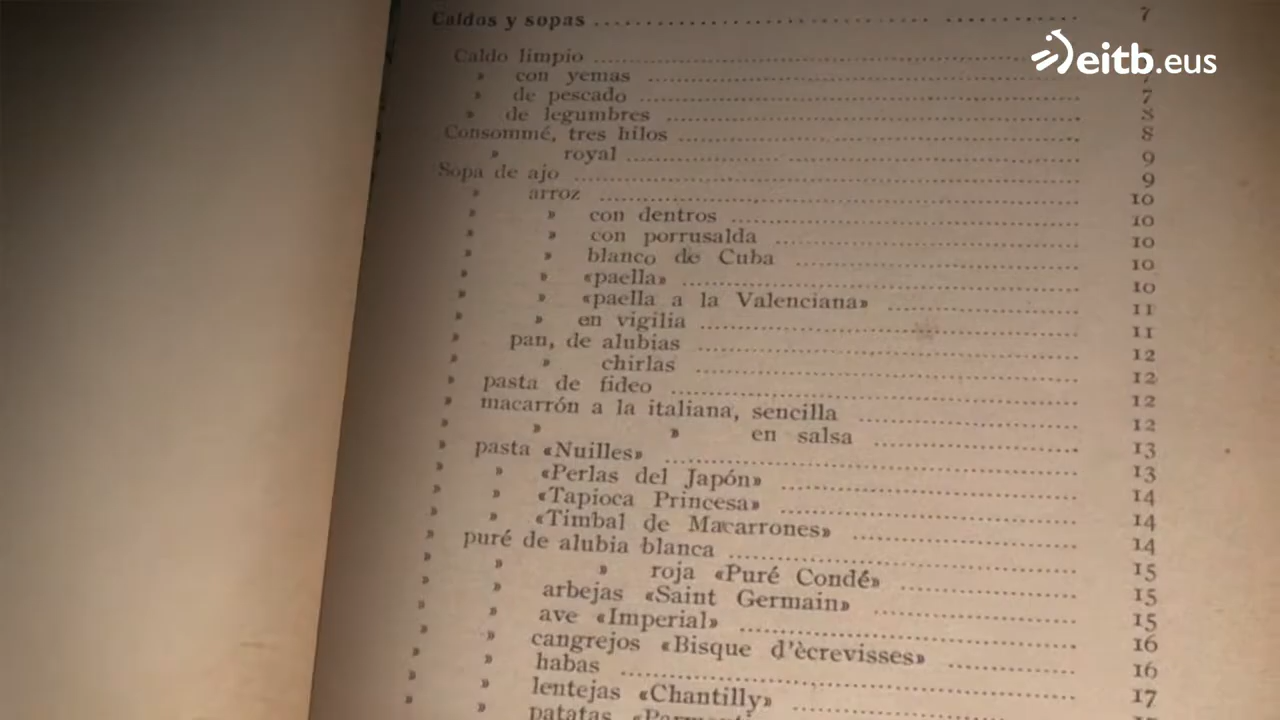 Caldos y sopas ........ 7
eitb.eus
Caldo limpio ........
» con yemas ........ 7
» de pescado ........ 7
» de legumbres ........ 8
Consommé, tres hilos ........ 8
» royal ........ 9
Sopa de ajo ........ 9
» arroz ........ 10
» » con dentros ........ 10
» » con porrusalda ........ 10
» » blanco de Cuba ........ 10
» » «paella» ........ 10
» » «paella a la Valenciana» ........ 11
» » en vigilia ........ 11
» pan, de alubias ........ 12
» » chirlas ........ 12
» pasta de fideo ........ 12
» macarrón a la italiana, sencilla ........ 12
» » » en salsa ........ 13
» pasta «Nuilles» ........ 13
» » «Perlas del Japón» ........ 14
» » «Tapioca Princesa» ........ 14
» » «Timbal de Macarrones» ........ 14
» puré de alubia blanca ........ 15
» » » roja «Puré Condé» ........ 15
» » arbejas «Saint Germain» ........ 15
» » ave «Imperial» ........ 16
» » cangrejos «Bisque d'ècrevisses» ........ 16
» » habas ........ 17
» » lentejas «Chantilly» ........
» » patatas